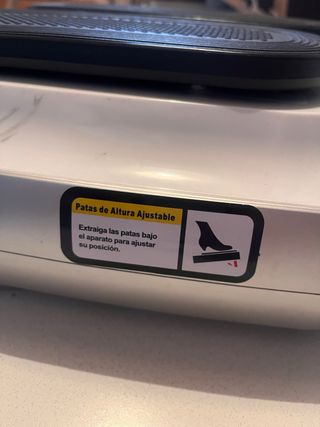 Patas de Altura Ajustable
Extraiga las patas bajo
el aparato para ajustar
su posición.